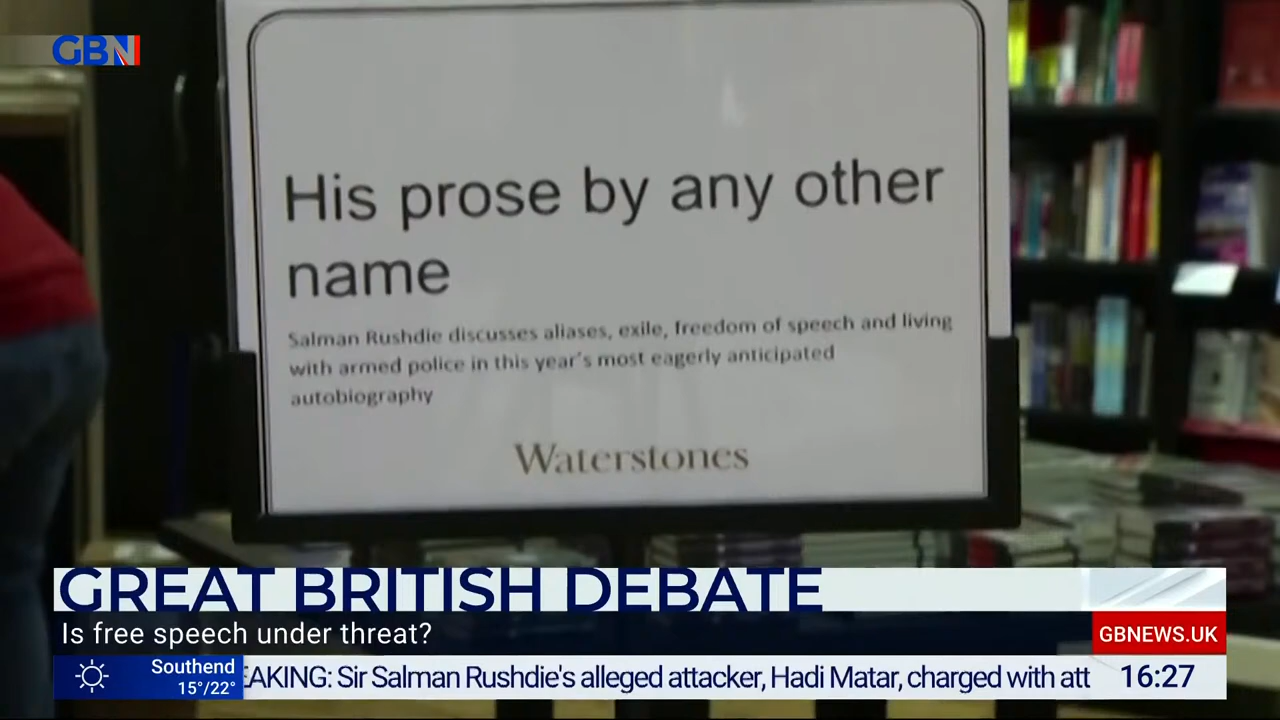 GBN
His prose by any other
name
Salman Rushdie discusses aliases, exile, freedom of speech and living
with armed police in this year's most eagerly anticipated
autobiography
Waterstones
GREAT BRITISH DEBATE
Is free speech under threat?
GBNEWS.UK
Southend
15°/22°
EAKING: Sir Salman Rushdie's alleged attacker, Hadi Matar, charged with att
16:27